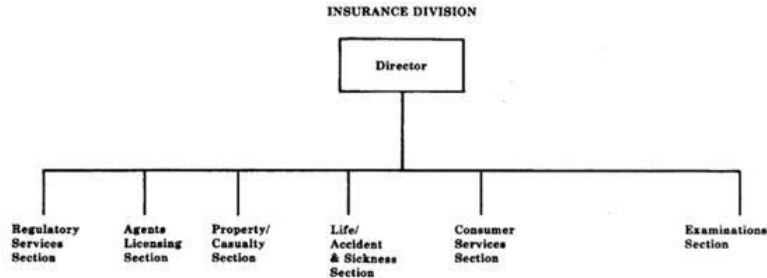 INSURANCE DIVISION
Director
Regulatory
Services
Section
Agents
Licensing
Section
Property/
Casualty
Section
Life/
Accident
& Sickness
Section
Consumer
Services
Section
Examinations
Section